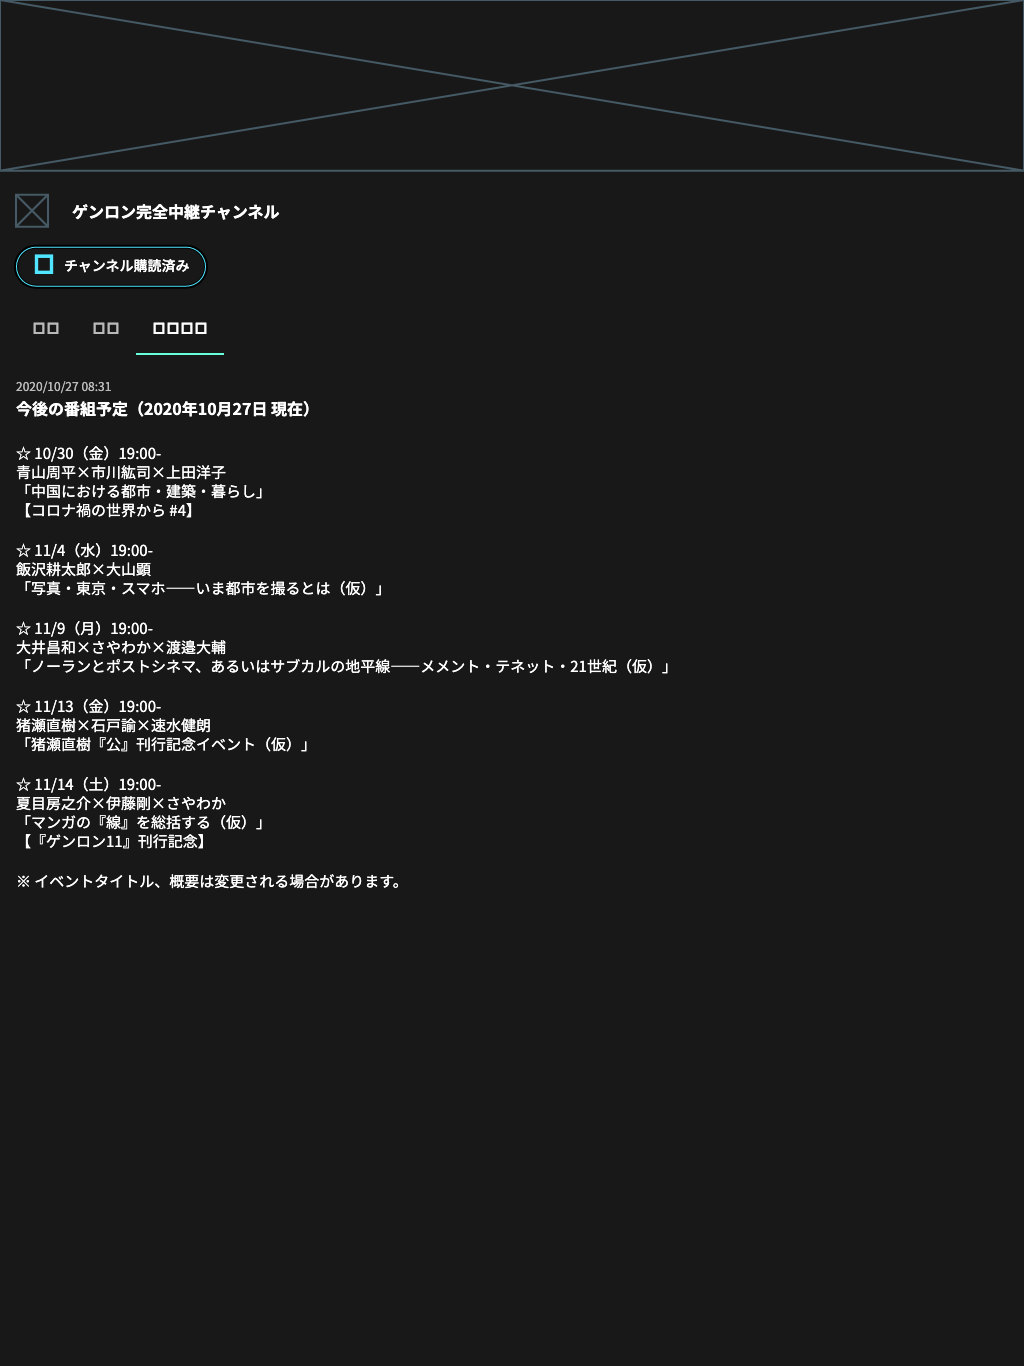 ゲンロン完全中継チャンネル
チャンネル購読済み
2020/10/27 08:31
今後の番組予定（2020年10月27日 現在）
☆ 10/30（金）19:00-
青山周平×市川紘司×上田洋子
「中国における都市・建築・暮らし」
【コロナ禍の世界から #4】
☆ 11/4（水）19:00-
飯沢耕太郎×大山顕
「写真・東京・スマホ――いま都市を撮るとは（仮）」
☆ 11/9（月）19:00-
大井昌和×さやわか×渡邉大輔
「ノーランとポストシネマ、あるいはサブカルの地平線――メメント・テネット・21世紀（仮）」
☆ 11/13（金）19:00-
猪瀬直樹×石戸諭×速水健朗
「猪瀬直樹『公』刊行記念イベント（仮）」
☆ 11/14（土）19:00-
夏目房之介×伊藤剛×さやわか
「マンガの『線』を総括する（仮）」
【『ゲンロン11』刊行記念】
※ イベントタイトル、概要は変更される場合があります。